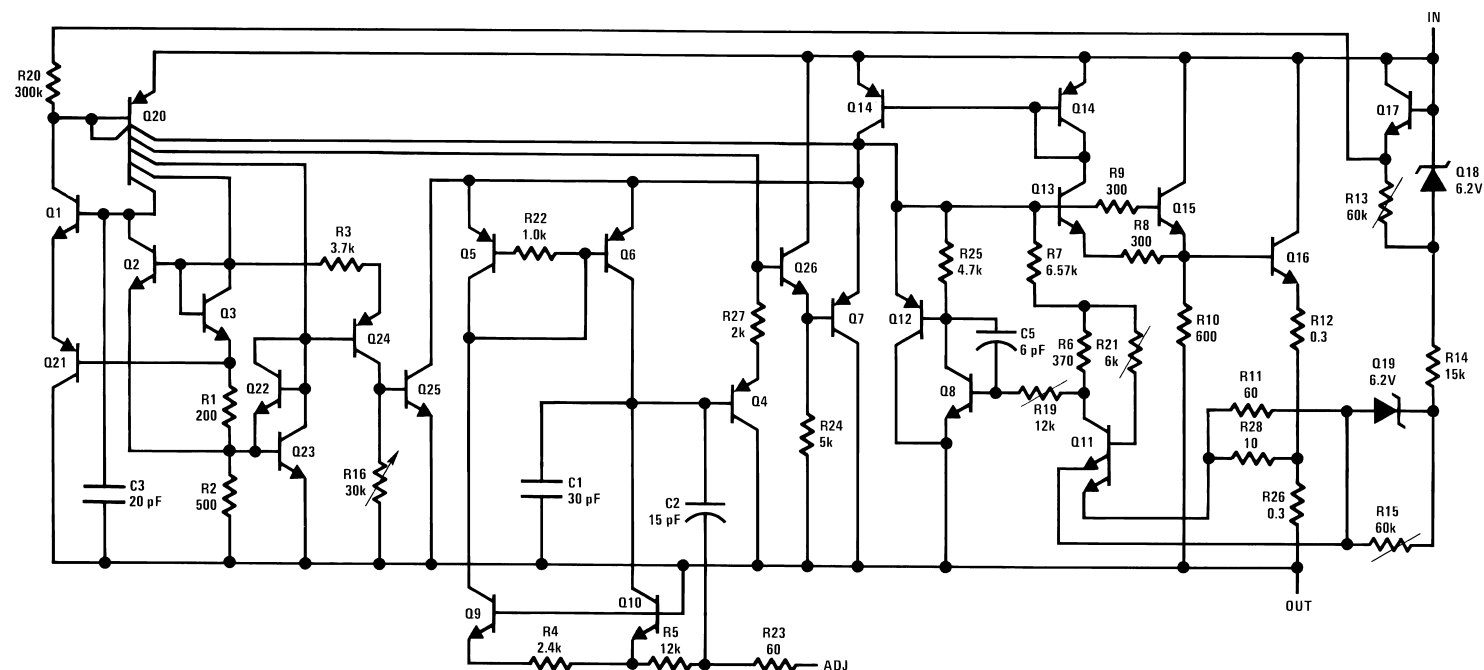 IN
R20
300k
Q20
Q14
Q14
Q17
Q18
6.2V
R13
60k
Q1
Q13
R9
300
Q15
R8
300
R22
1.0k
R3
3.7k
Q2
Q5
Q6
Q26
R25
4.7k
R7
6.57k
Q16
Q3
Q24
R27
2k
Q7
Q12
C5
6 pF
R6
370
R21
6k
R10
600
R12
0.3
Q21
Q22
Q25
R1
200
Q4
Q8
R19
12k
R11
60
Q19
6.2V
R14
15k
R28
10
Q23
R24
5k
Q11
R16
30k
C3
20 pF
R2
500
C1
30 pF
C2
15 pF
R26
0.3
R15
60k
OUT
Q9
Q10
R4
2.4k
R5
12k
R23
60
ADJ